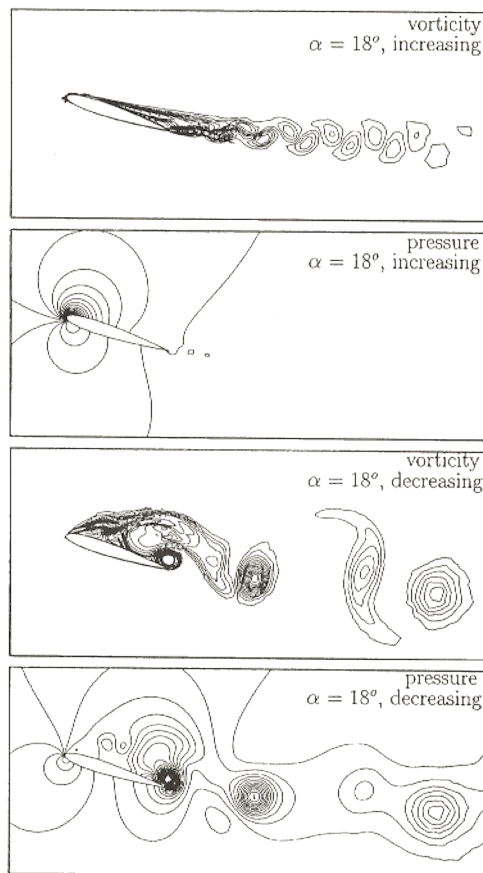 vorticity
α = 18°, increasing
pressure
α = 18°, increasing
vorticity
α = 18°, decreasing
pressure
α = 18°, decreasing